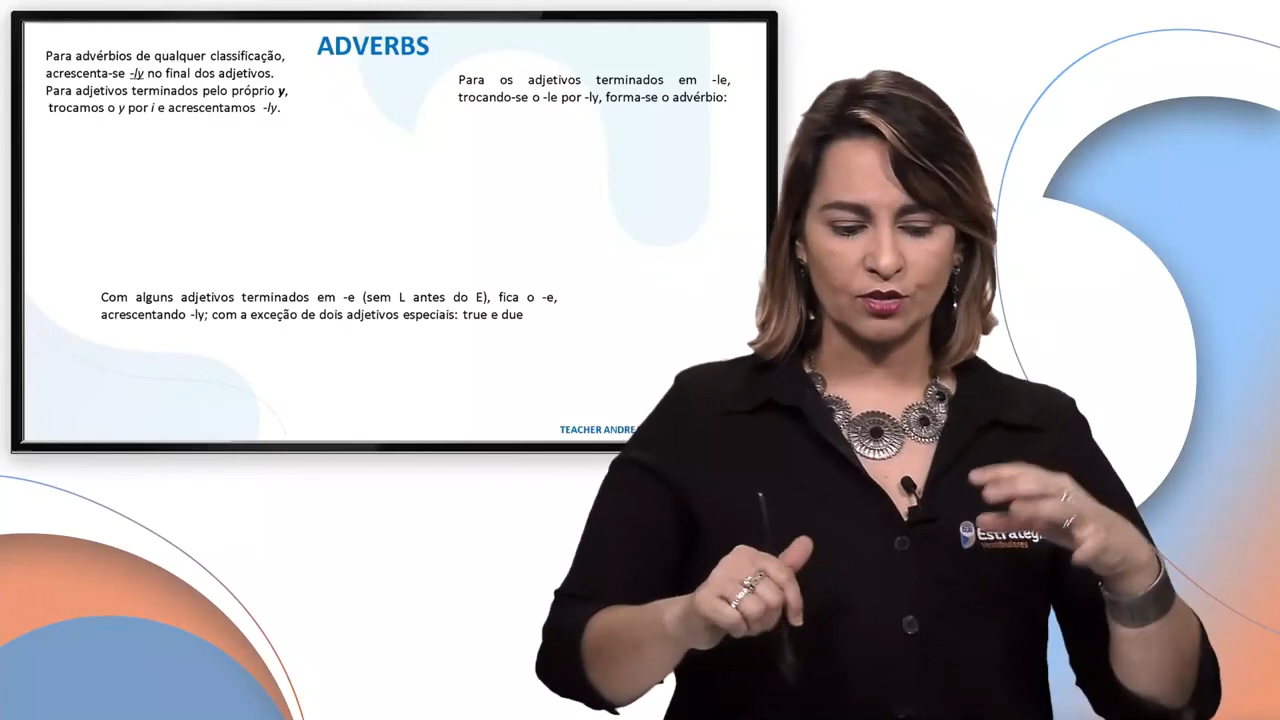 ADVERBS
Para advérbios de qualquer classificação,
acrescenta-se -ly no final dos adjetivos.
Para adjetivos terminados pelo próprio y,
trocamos o y por i e acrescentamos -ly.
Para os adjetivos terminados em -le,
trocando-se o -le por -ly, forma-se o advérbio:
Com alguns adjetivos terminados em -e (sem L antes do E), fica o -e,
acrescentando -ly; com a exceção de dois adjetivos especiais: true e due
TEACHER
Vestibulares